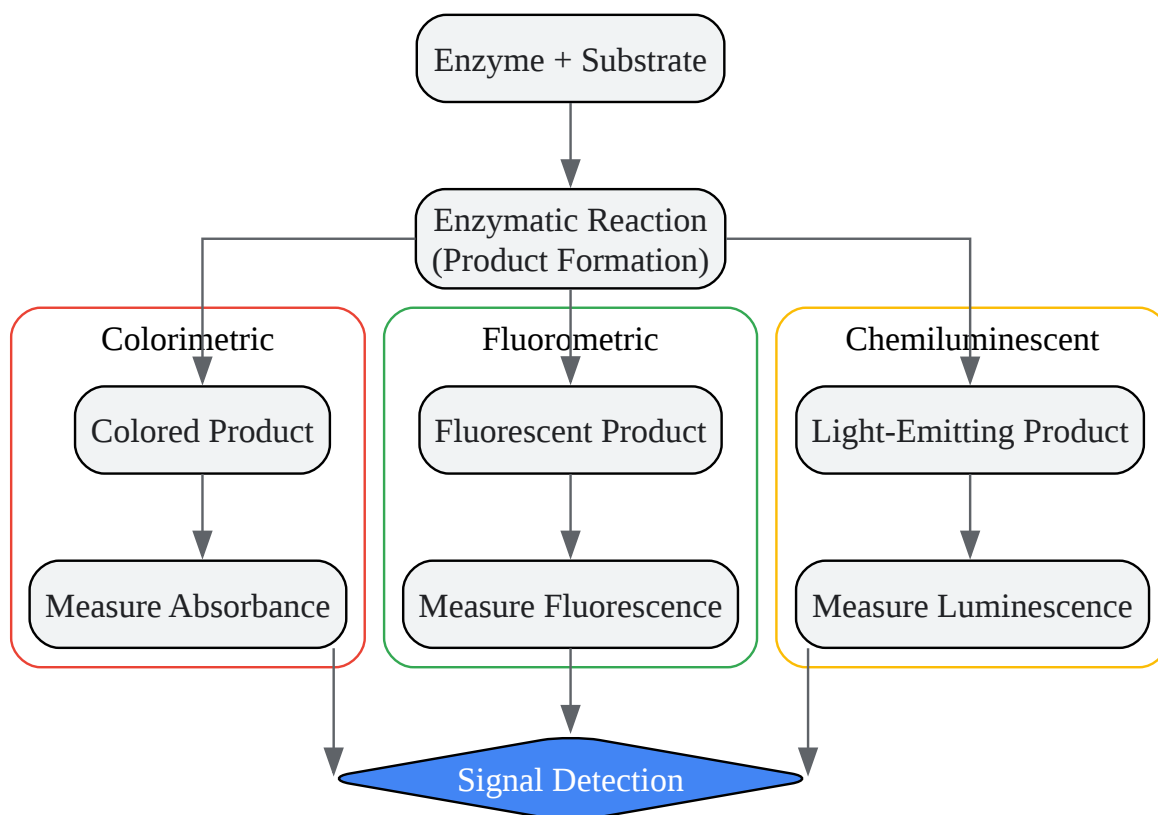 Enzyme + Substrate
Enzymatic Reaction
(Product Formation)
Colorimetric
Fluorometric
Chemiluminescent
Colored Product
Fluorescent Product
Light-Emitting Product
Measure Absorbance
Measure Fluorescence
Measure Luminescence
Signal Detection